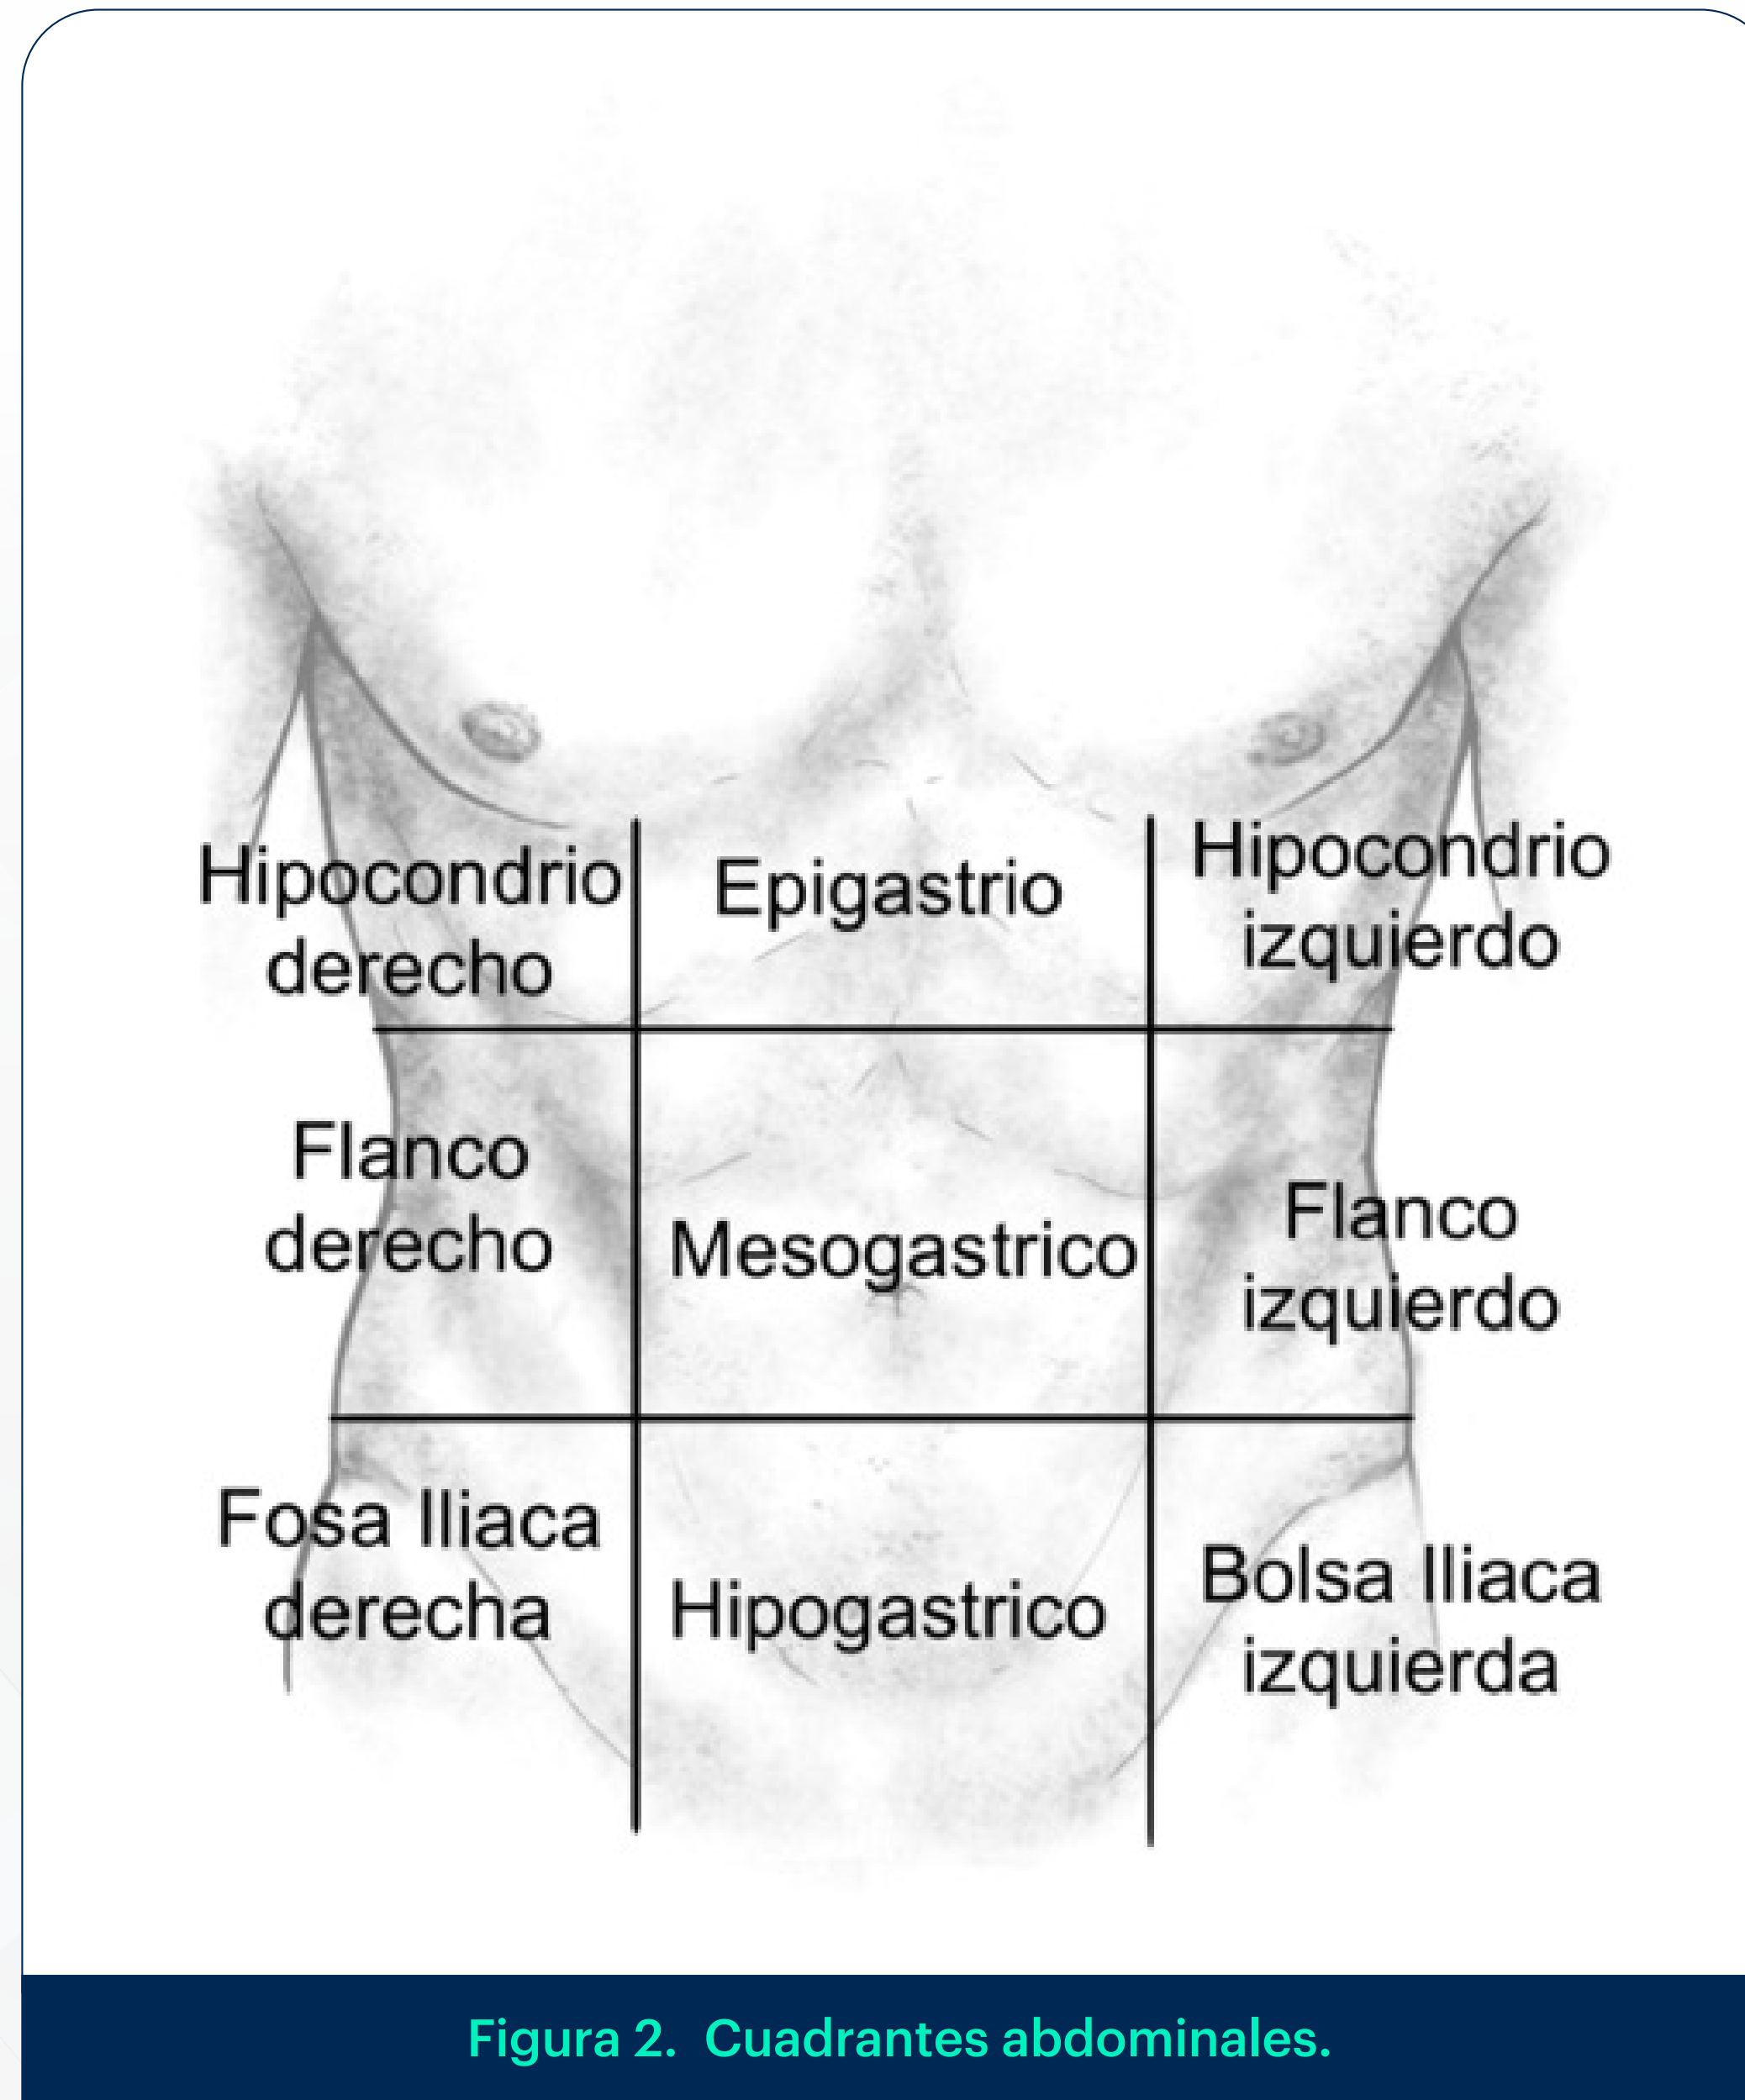 Hipocondrio
derecho
Epigastrio
Hipocondrio
izquierdo
Flanco
derecho
Mesogastrico
Flanco
izquierdo
Fosa Iliaca
derecha
Hipogastrico
Bolsa Iliaca
izquierda
Figura 2. Cuadrantes abdominales.